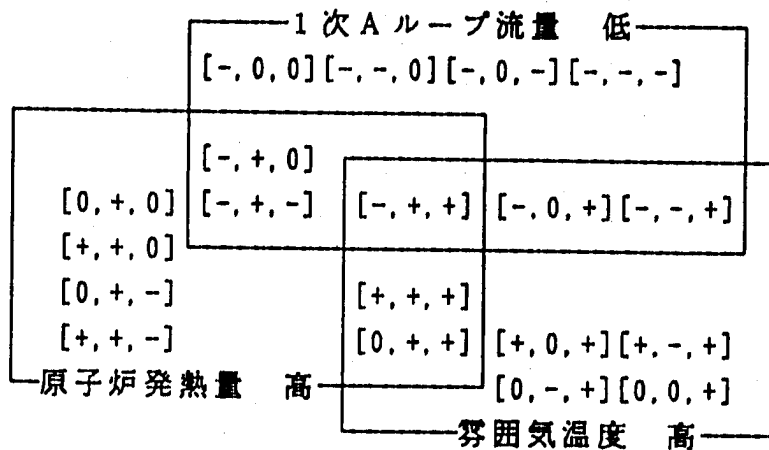 1次Aループ流量 低
[-,0,0][-,-,0][-,0,-][-,-,-]
[-,+,0]
[0,+,0] [-,+,-] [-,+,+] [-,0,+][-,-,+]
[+,+,0]
[0,+,-] [+,+,+]
[+,+,-] [0,+,+] [+,0,+][+,-,+]
[0,-,+][0,0,+]
原子炉発熱量 高
雰囲気温度 高